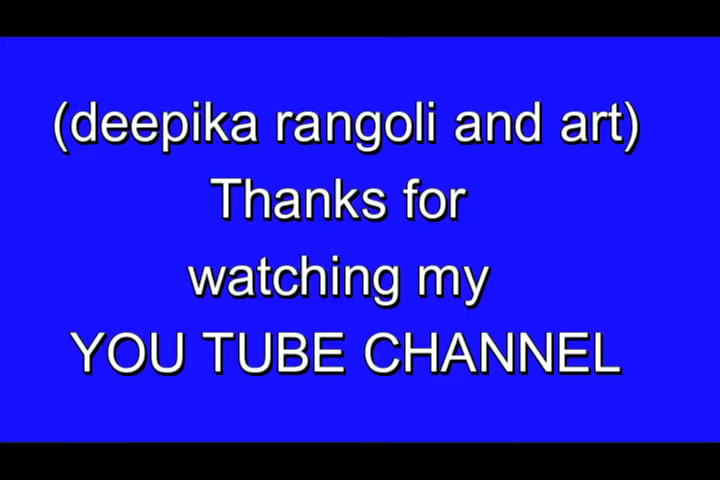 (deepika rangoli and art)
Thanks for
watching my
YOU TUBE CHANNEL